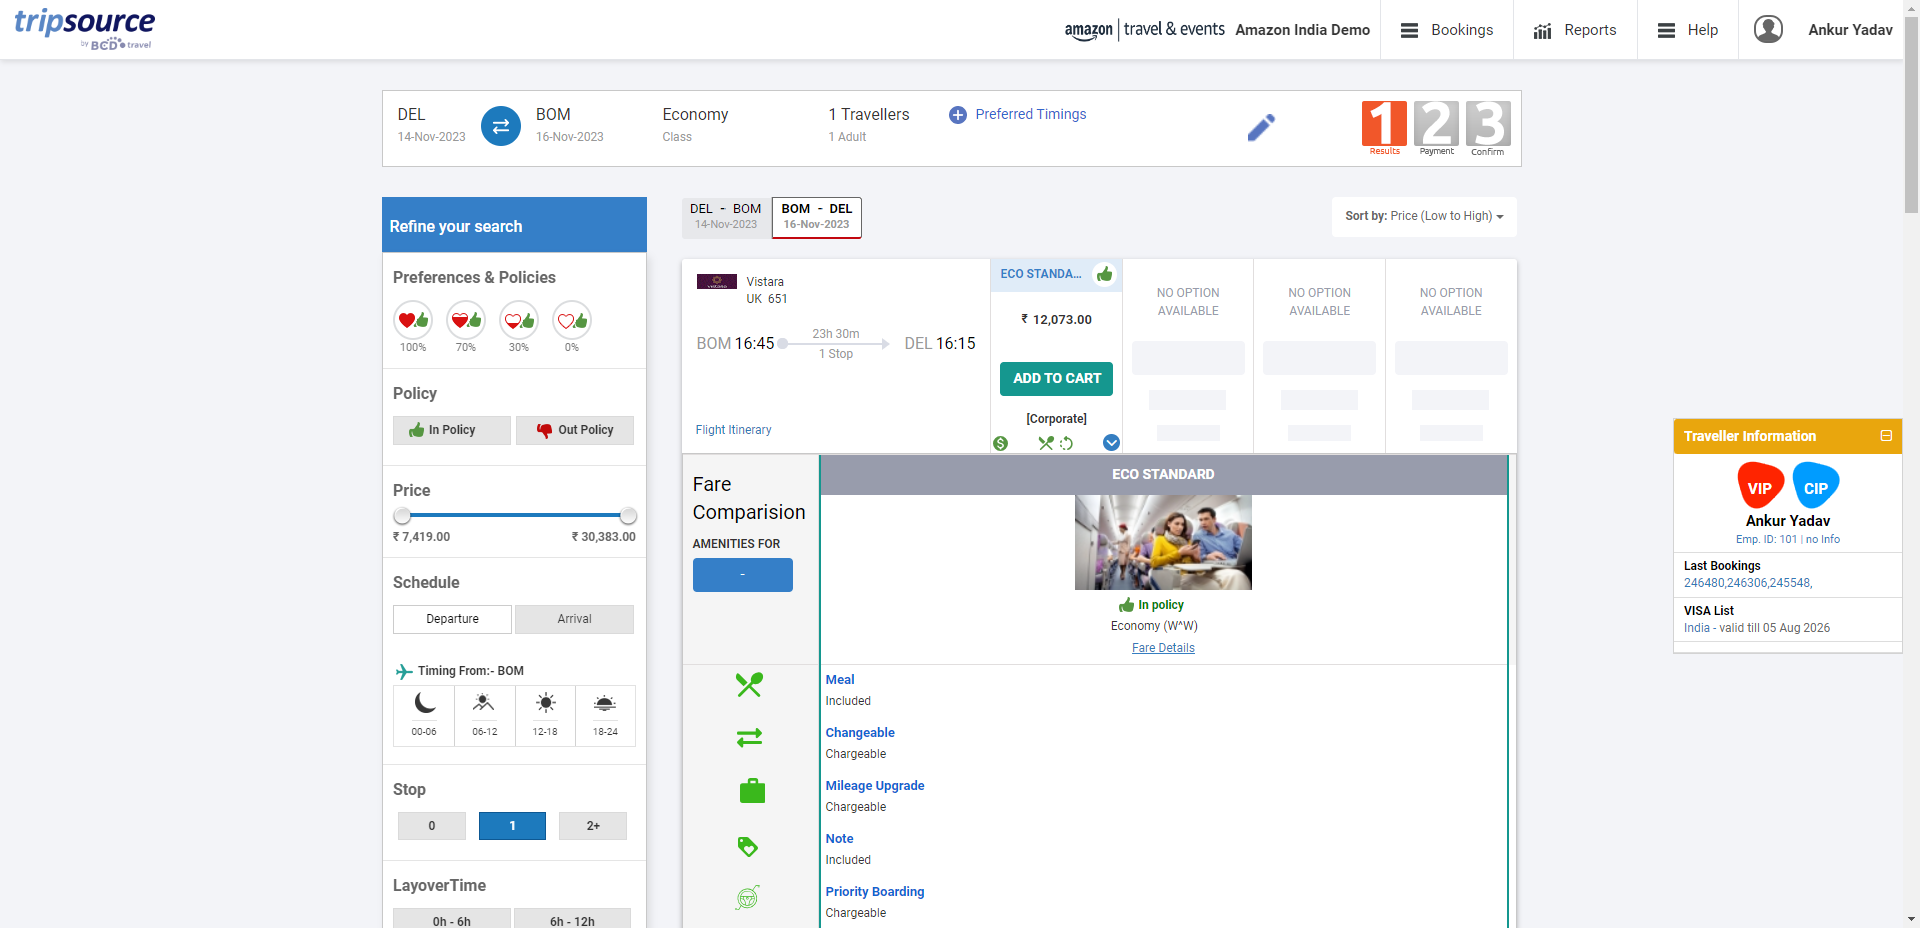 tripsource
by BCD travel
amazon | travel & events
Amazon India Demo
Bookings
Reports
Help
Ankur Yadav
DEL
14-Nov-2023
BOM
16-Nov-2023
Economy
Class
1 Travellers
1 Adult
Preferred Timings
1
Results
2
Payment
3
Confirm
Refine your search
Preferences & Policies
100%
70%
30%
0%
Policy
In Policy
Out Policy
Price
₹ 7,419.00
₹ 30,383.00
Schedule
Departure
Arrival
Timing From:- BOM
00-06
06-12
12-18
18-24
Stop
0
1
2+
LayoverTime
0h - 6h
6h - 12h
DEL - BOM
14-Nov-2023
BOM - DEL
16-Nov-2023
Sort by: Price (Low to High)
Vistara
UK 651
BOM 16:45
23h 30m
1 Stop
DEL 16:15
Flight Itinerary
ECO STANDA...
₹ 12,073.00
ADD TO CART
[Corporate]
NO OPTION
AVAILABLE
NO OPTION
AVAILABLE
NO OPTION
AVAILABLE
Fare
Comparision
AMENITIES FOR
-
ECO STANDARD
In policy
Economy (W^W)
Fare Details
Meal
Included
Changeable
Chargeable
Mileage Upgrade
Chargeable
Note
Included
Priority Boarding
Chargeable
Traveller Information
VIP
CIP
Ankur Yadav
Emp. ID: 101 | no Info
Last Bookings
246480,246306,245548,
VISA List
India - valid till 05 Aug 2026